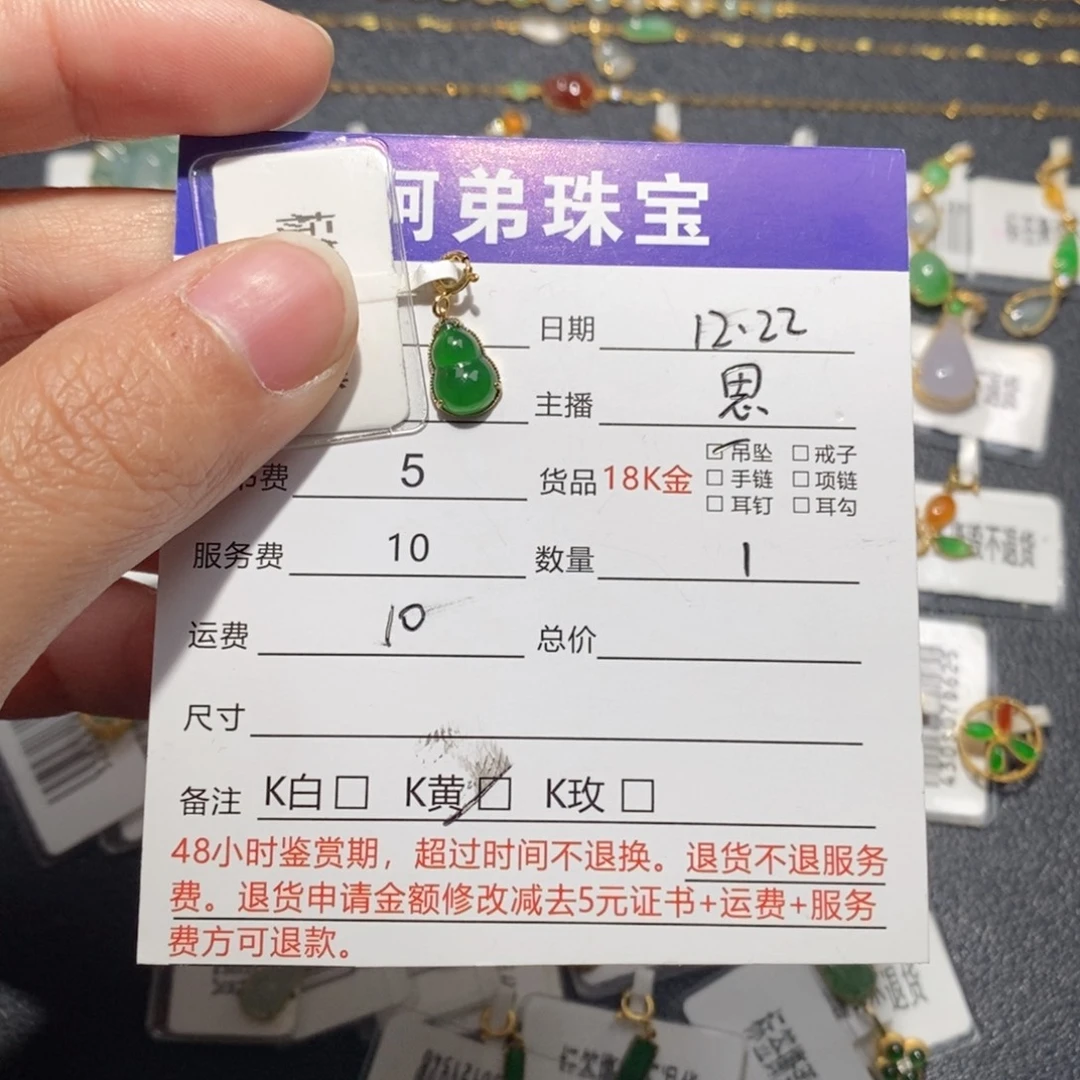 弟珠宝
日期 12.22
主播 思
费 5 货品 18K金 ☑吊坠 ☐戒子
☐手链 ☐项链
☐耳钉 ☐耳勾
服务费 10 数量 1
运费 10 总价
尺寸
备注 K白☐ K黄☑ K玫☐
48小时鉴赏期，超过时间不退换。退货不退服务
费。退货申请金额修改减去5元证书+运费+服务
费方可退款。
不退货